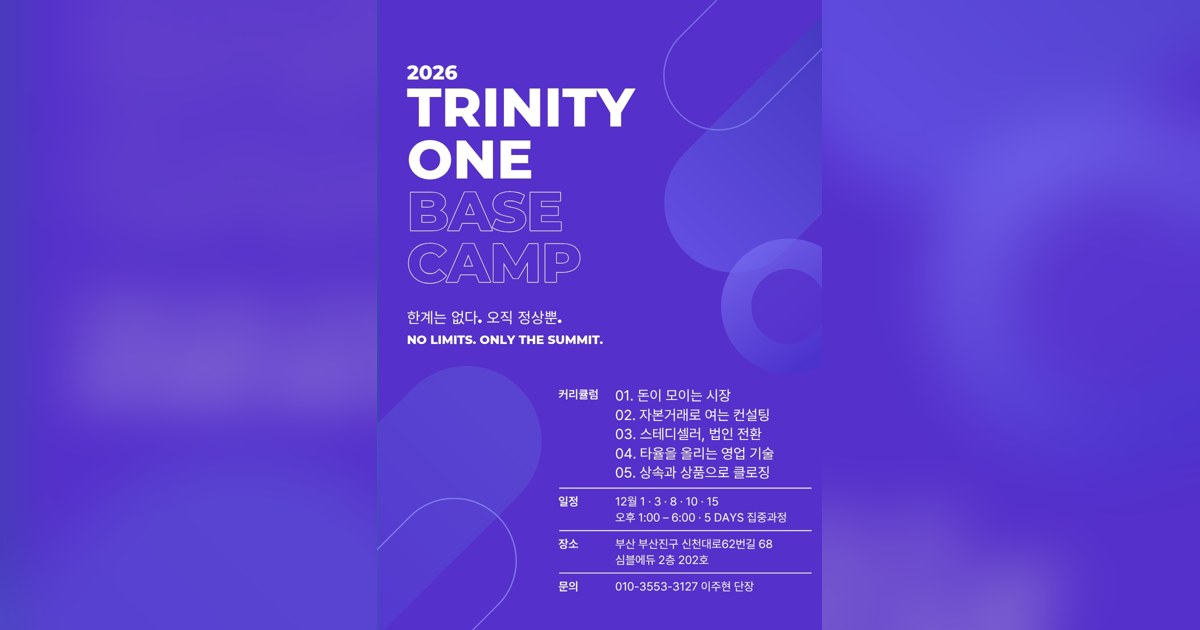 2026
TRINITY
ONE
BASE
CAMP
한계는 없다. 오직 정상뿐.
NO LIMITS. ONLY THE SUMMIT.
커리큘럼 01. 돈이 모이는 시장
02. 자본거래로 여는 컨설팅
03. 스테디셀러, 법인 전환
04. 타율을 올리는 영업 기술
05. 상속과 상품으로 클로징
일정 12월 1 · 3 · 8 · 10 · 15
오후 1:00 – 6:00 · 5 DAYS 집중과정
장소 부산 부산진구 신천대로62번길 68
심블에듀 2층 202호
문의 010-3553-3127 이주현 단장